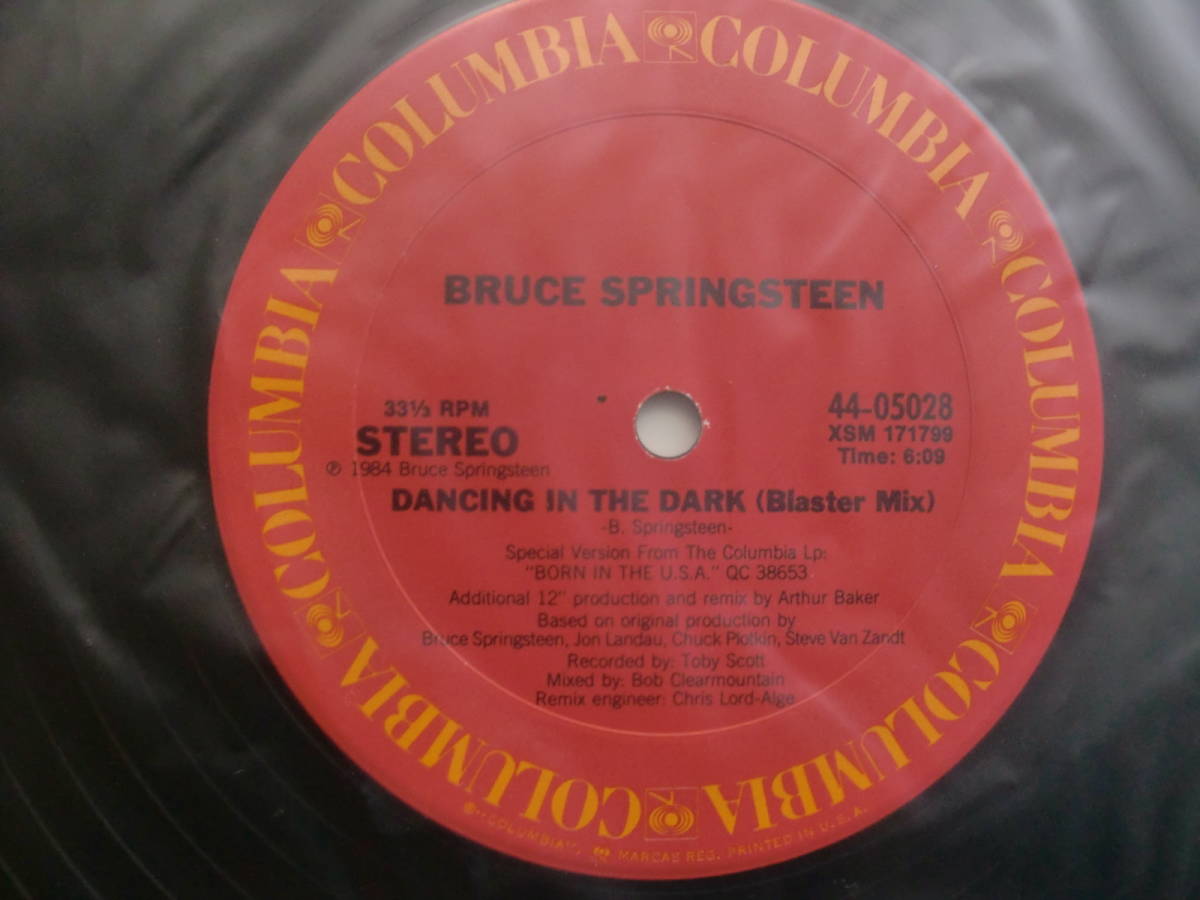 COLUMBIA COLUMBIA COLUMBIA COLUMBIA COLUMBIA COLUMBIA COLUMBIA COLUMBIA
BRUCE SPRINGSTEEN
33⅓ RPM
STEREO
℗ 1984 Bruce Springsteen
44-05028
XSM 171799
Time: 6:09
DANCING IN THE DARK (Blaster Mix)
-B. Springsteen-
Special Version From The Columbia Lp:
"BORN IN THE U.S.A." QC 38653
Additional 12" production and remix by Arthur Baker
Based on original production by
Bruce Springsteen, Jon Landau, Chuck Plotkin, Steve Van Zandt
Recorded by: Toby Scott
Mixed by: Bob Clearmountain
Remix engineer: Chris Lord-Alge
"COLUMBIA", MARCAS REG. PRINTED IN U.S.A.